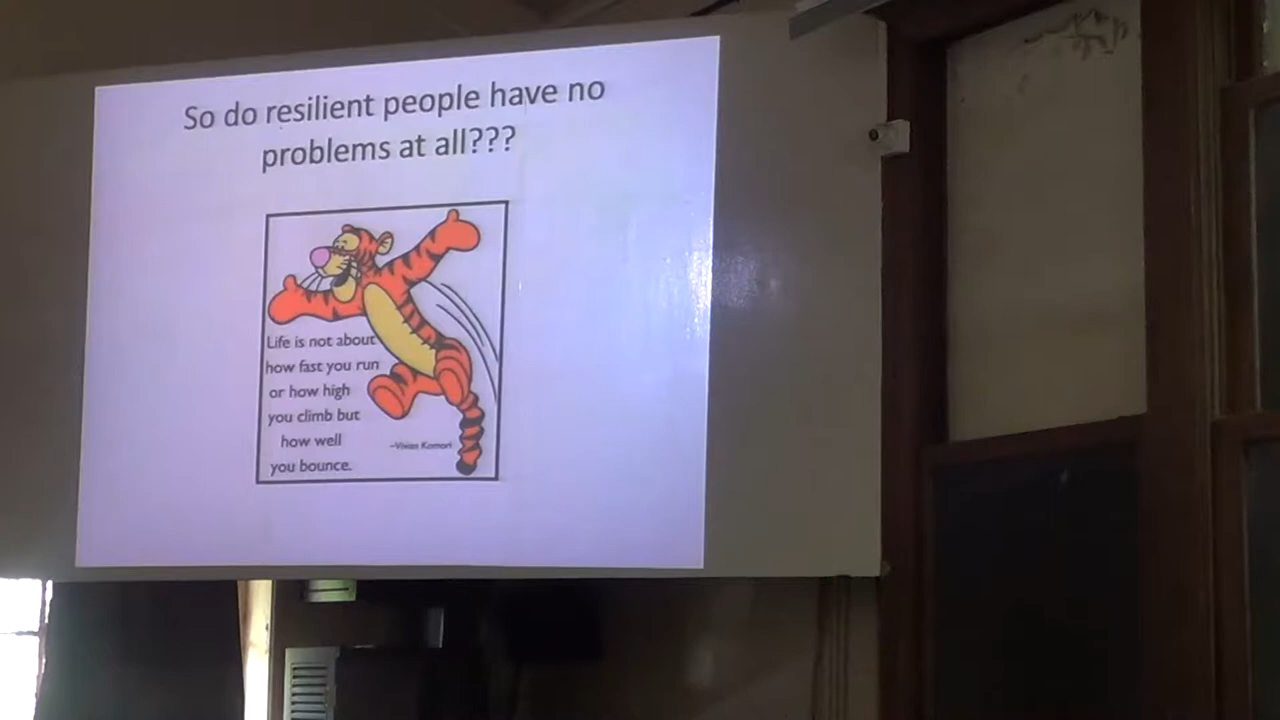 So do resilient people have no
problems at all???
Life is not about
how fast you run
or how high
you climb but
how well
you bounce.
~Vivian Komori